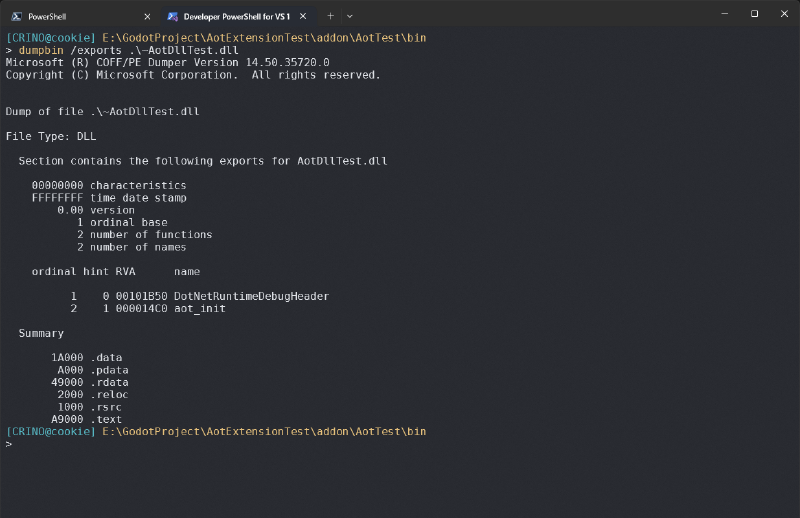 PowerShell
Developer PowerShell for VS 1
[CRINO@cookie] E:\GodotProject\AotExtensionTest\addon\AotTest\bin
> dumpbin /exports .\~AotDllTest.dll
Microsoft (R) COFF/PE Dumper Version 14.50.35720.0
Copyright (C) Microsoft Corporation.  All rights reserved.
Dump of file .\~AotDllTest.dll
File Type: DLL
  Section contains the following exports for AotDllTest.dll
    00000000 characteristics
    FFFFFFFF time date stamp
        0.00 version
           1 ordinal base
           2 number of functions
           2 number of names
    ordinal hint RVA      name
          1    0 00101B50 DotNetRuntimeDebugHeader
          2    1 000014C0 aot_init
  Summary
       1A000 .data
        A000 .pdata
       49000 .rdata
        2000 .reloc
        1000 .rsrc
       A9000 .text
[CRINO@cookie] E:\GodotProject\AotExtensionTest\addon\AotTest\bin
>